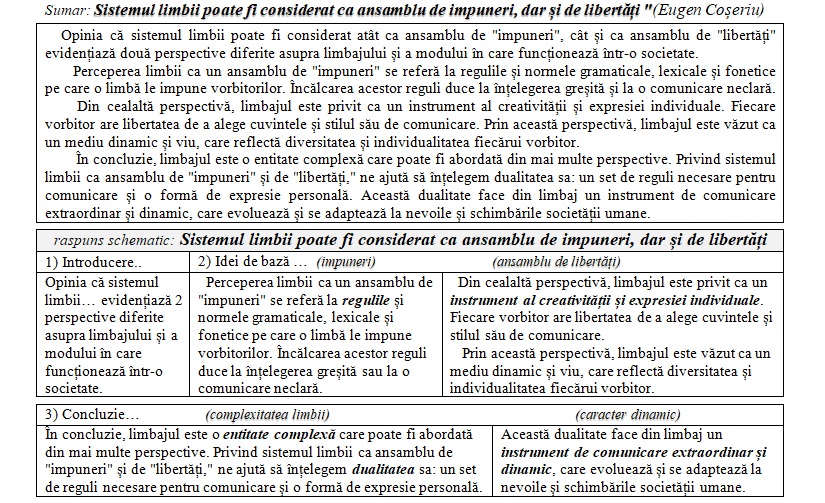 Sumar: Sistemul limbii poate fi considerat ca ansamblu de impuneri, dar și de libertăți "(Eugen Coșeriu)
Opinia că sistemul limbii poate fi considerat atât ca ansamblu de "impuneri", cât și ca ansamblu de "libertăți"
evidențiază două perspective diferite asupra limbajului și a modului în care funcționează într-o societate.
Perceperea limbii ca un ansamblu de "impuneri" se referă la regulile și normele gramaticale, lexicale și fonetice
pe care o limbă le impune vorbitorilor. Încălcarea acestor reguli duce la înțelegerea greșită și la o comunicare neclară.
Din cealaltă perspectivă, limbajul este privit ca un instrument al creativității și expresiei individuale. Fiecare
vorbitor are libertatea de a alege cuvintele și stilul său de comunicare. Prin această perspectivă, limbajul este văzut ca
un mediu dinamic și viu, care reflectă diversitatea și individualitatea fiecărui vorbitor.
În concluzie, limbajul este o entitate complexă care poate fi abordată din mai multe perspective. Privind sistemul
limbii ca ansamblu de "impuneri" și de "libertăți," ne ajută să înțelegem dualitatea sa: un set de reguli necesare pentru
comunicare și o formă de expresie personală. Această dualitate face din limbaj un instrument de comunicare
extraordinar și dinamic, care evoluează și se adaptează la nevoile și schimbările societății umane.
raspuns schematic: Sistemul limbii poate fi considerat ca ansamblu de impuneri, dar și de libertăți
1) Introducere..
Opinia că sistemul
limbii… evidențiază 2
perspective diferite
asupra limbajului și a
modului în care
funcționează într-o
societate.
2) Idei de bază … (impuneri) (ansamblu de libertăți)
Perceperea limbii ca un ansamblu de
"impuneri" se referă la regulile și
normele gramaticale, lexicale și
fonetice pe care o limbă le impune
vorbitorilor. Încălcarea acestor reguli
duce la înțelegerea greșită sau la o
comunicare neclară.
Din cealaltă perspectivă, limbajul este privit ca un
instrument al creativității și expresiei individuale.
Fiecare vorbitor are libertatea de a alege cuvintele și
stilul său de comunicare.
Prin această perspectivă, limbajul este văzut ca un
mediu dinamic și viu, care reflectă diversitatea și
individualitatea fiecărui vorbitor.
3) Concluzie… (complexitatea limbii) (caracter dinamic)
În concluzie, limbajul este o entitate complexă care poate fi abordată
din mai multe perspective. Privind sistemul limbii ca ansamblu de
"impuneri" și de "libertăți," ne ajută să înțelegem dualitatea sa: un set
de reguli necesare pentru comunicare și o formă de expresie personală.
Această dualitate face din limbaj un
instrument de comunicare extraordinar și
dinamic, care evoluează și se adaptează la
nevoile și schimbările societății umane.